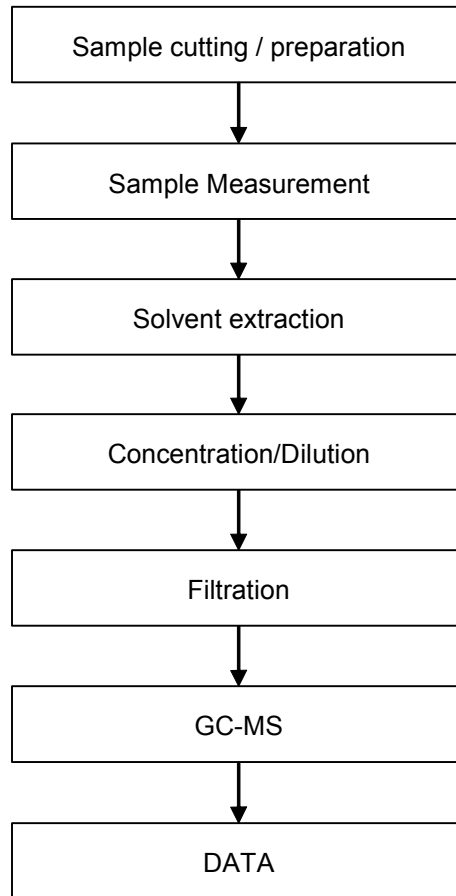 Sample cutting / preparation
Sample Measurement
Solvent extraction
Concentration/Dilution
Filtration
GC-MS
DATA